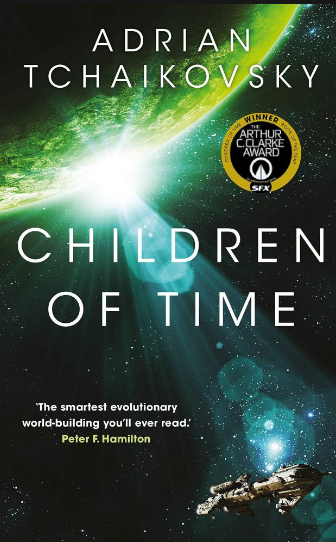 ADRIAN
TCHAIKOVSKY
WINNER
THE
ARTHUR
C.CLARKE
AWARD
SFX
CHILDREN
OF TIME
'The smartest evolutionary
world-building you'll ever read.'
Peter F. Hamilton